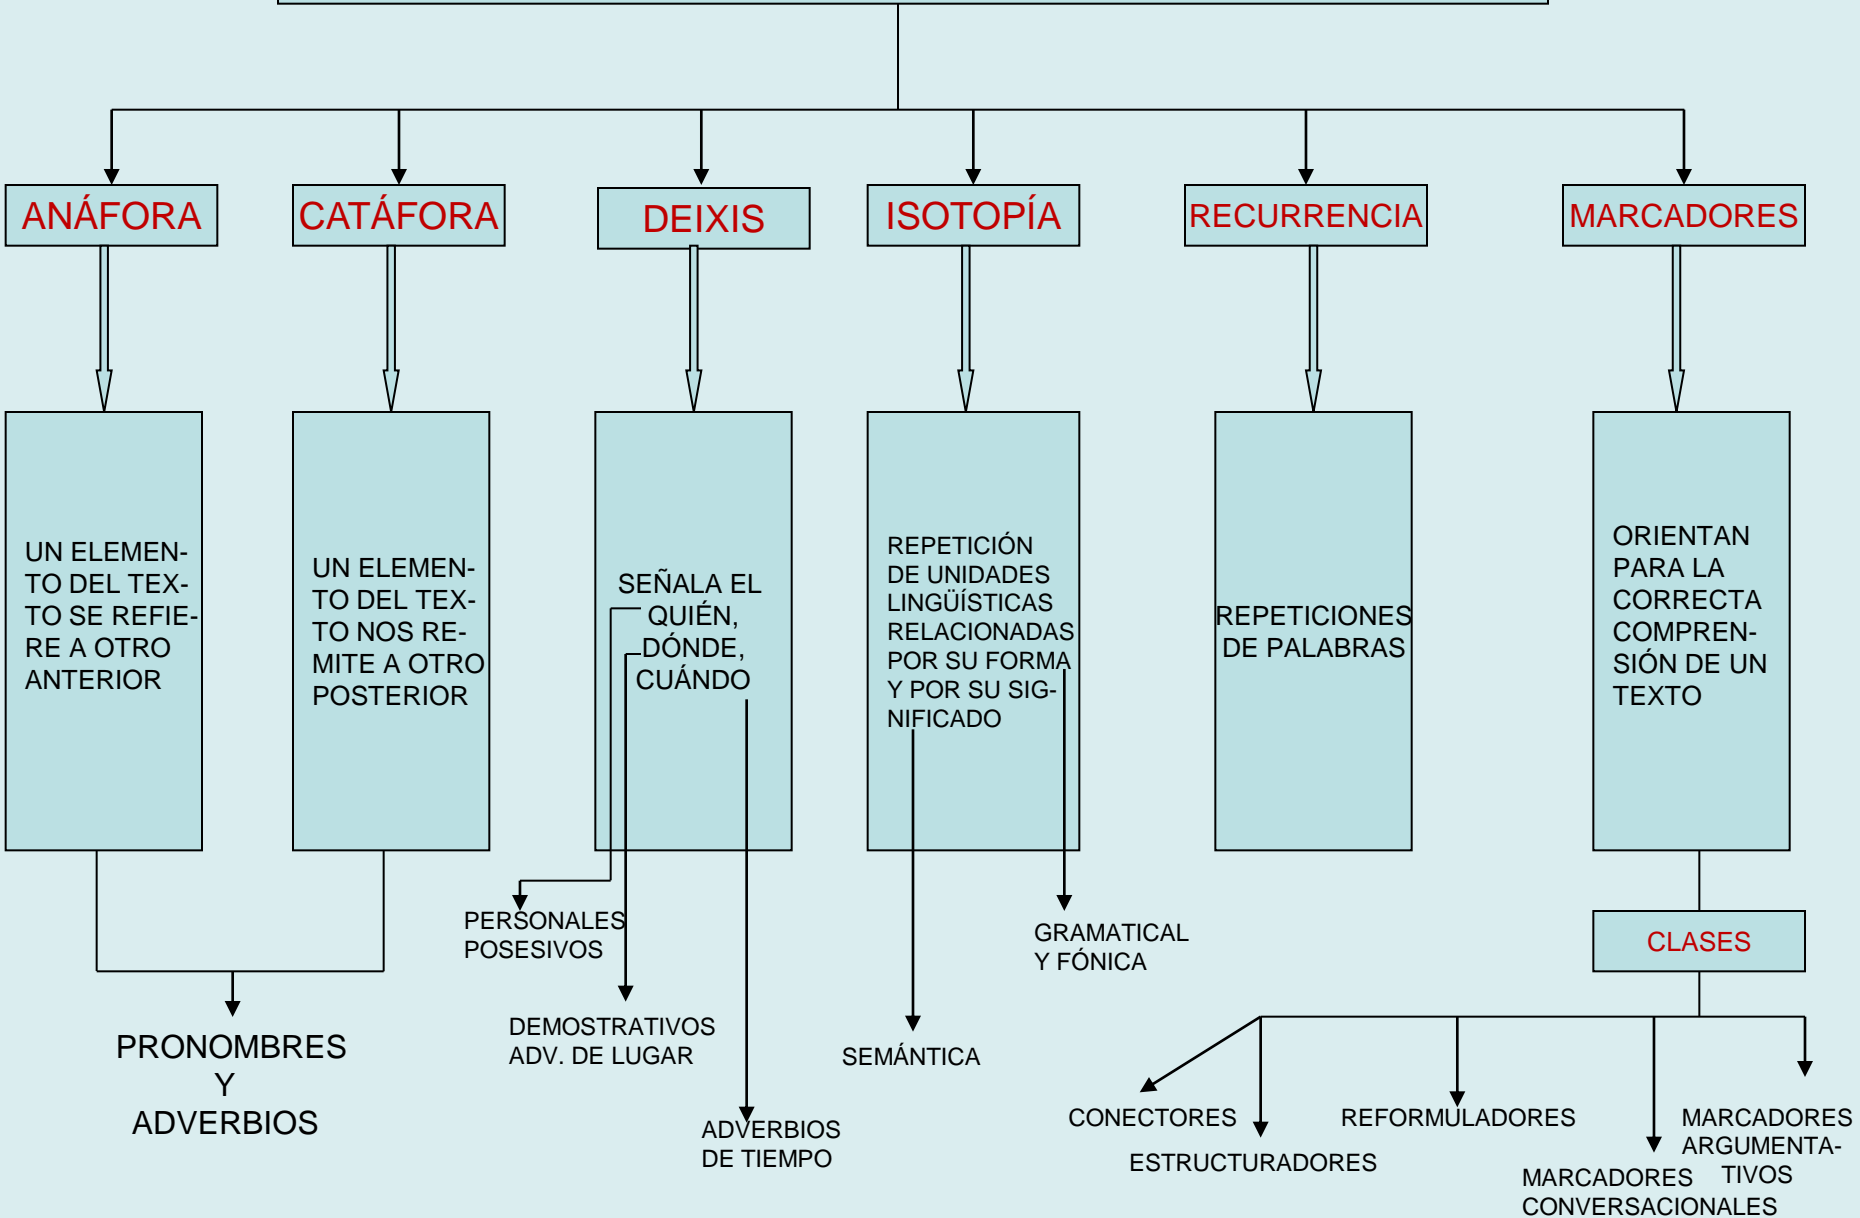 ANÁFORA
CATÁFORA
DEIXIS
ISOTOPÍA
RECURRENCIA
MARCADORES
UN ELEMEN-
TO DEL TEX-
TO SE REFIE-
RE A OTRO
ANTERIOR
UN ELEMEN-
TO DEL TEX-
TO NOS RE-
MITE A OTRO
POSTERIOR
SEÑALA EL
QUIÉN,
DÓNDE,
CUÁNDO
REPETICIÓN
DE UNIDADES
LINGÜÍSTICAS
RELACIONADAS
POR SU FORMA
Y POR SU SIG-
NIFICADO
REPETICIONES
DE PALABRAS
ORIENTAN
PARA LA
CORRECTA
COMPREN-
SIÓN DE UN
TEXTO
PRONOMBRES
Y
ADVERBIOS
PERSONALES
POSESIVOS
DEMOSTRATIVOS
ADV. DE LUGAR
ADVERBIOS
DE TIEMPO
SEMÁNTICA
GRAMATICAL
Y FÓNICA
CLASES
CONECTORES
ESTRUCTURADORES
REFORMULADORES
MARCADORES
CONVERSACIONALES
MARCADORES
ARGUMENTA-
TIVOS